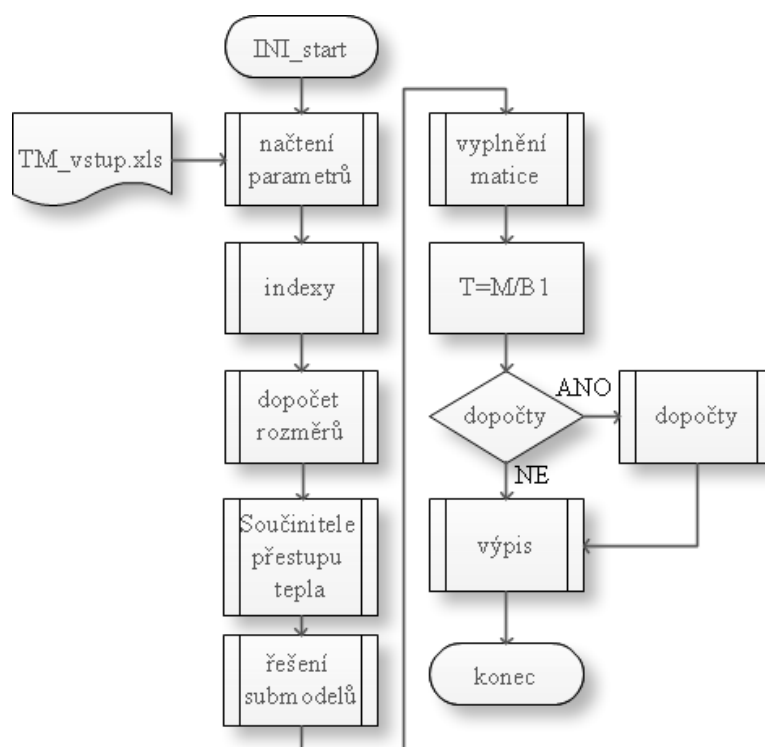 INI_start
TM_vstup.xls
načtení
parametrů
indexy
dopočet
rozměrů
Součinitele
přestupu
tepla
řešení
submodelů
vyplnění
matice
T=M/B1
dopočty
ANO
dopočty
NE
výpis
konec